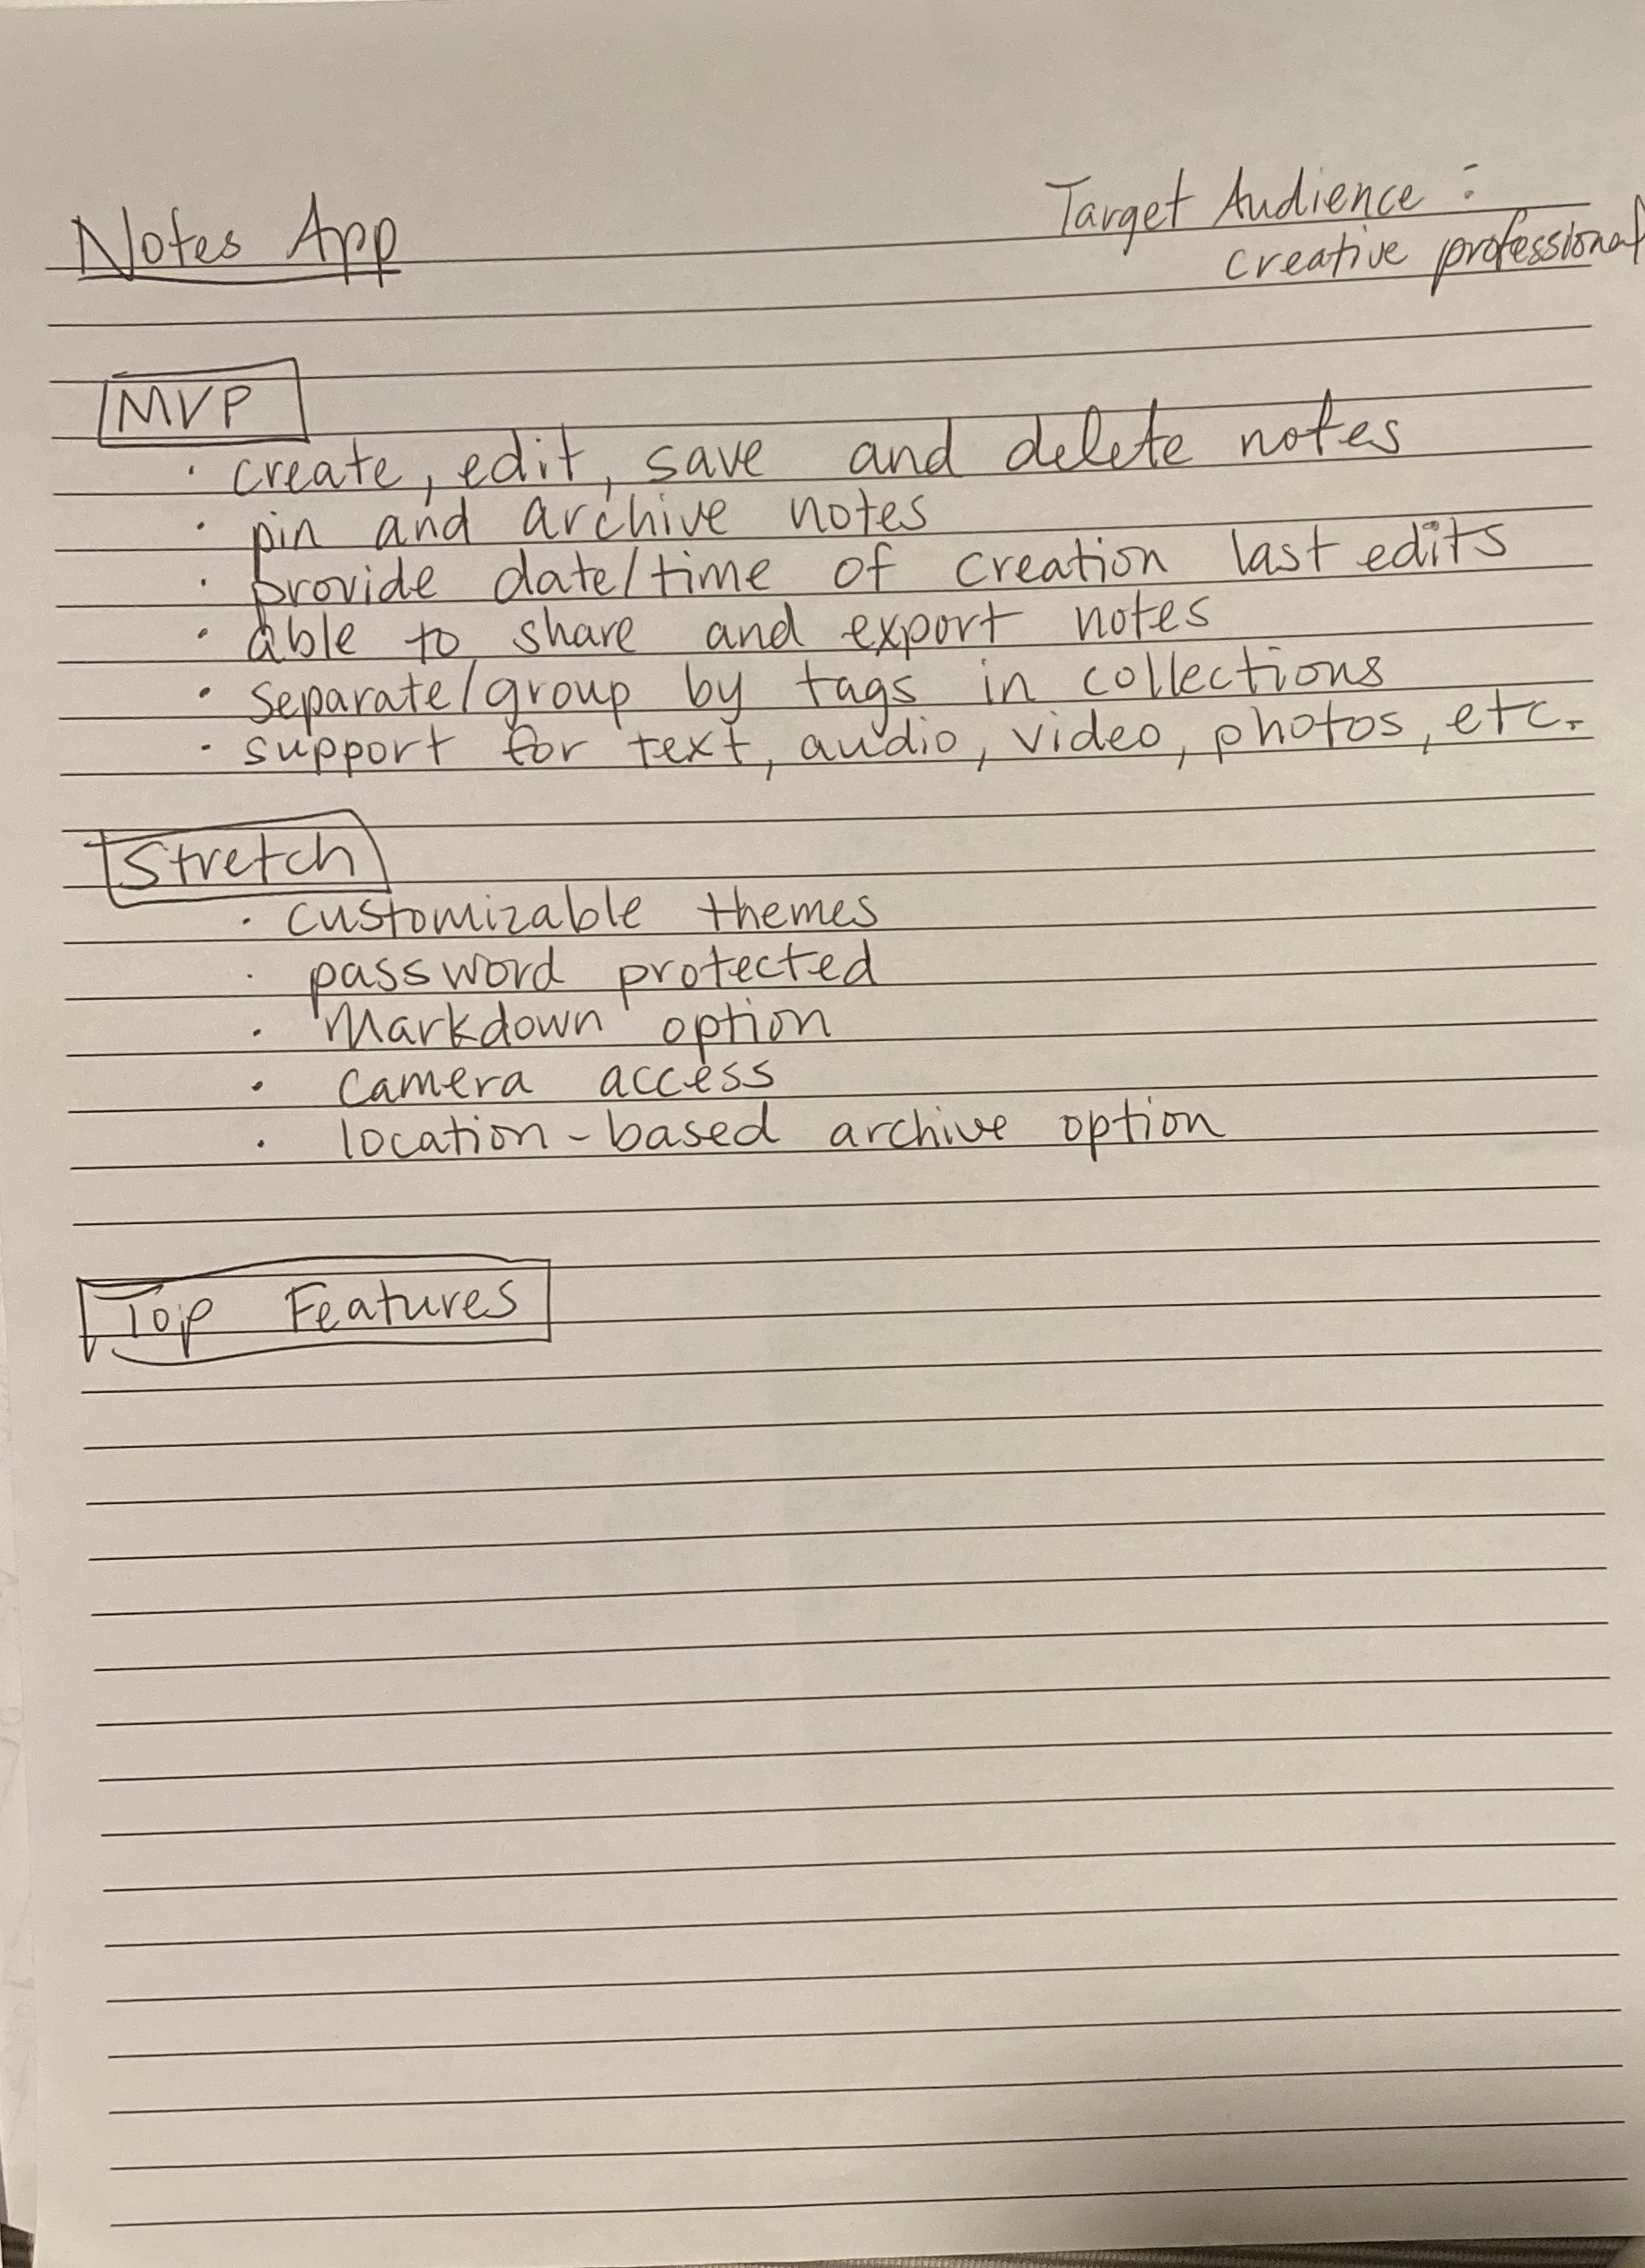 Notes App
Target Audience :
creative professional
MVP
· create, edit, save and delete notes
· pin and archive notes
· provide date/time of creation last edits
· able to share and export notes
· separate/group by tags in collections
· support for text, audio, video, photos, etc.
Stretch
· customizable themes
· password protected
· Markdown option
· camera access
· location-based archive option
Top Features